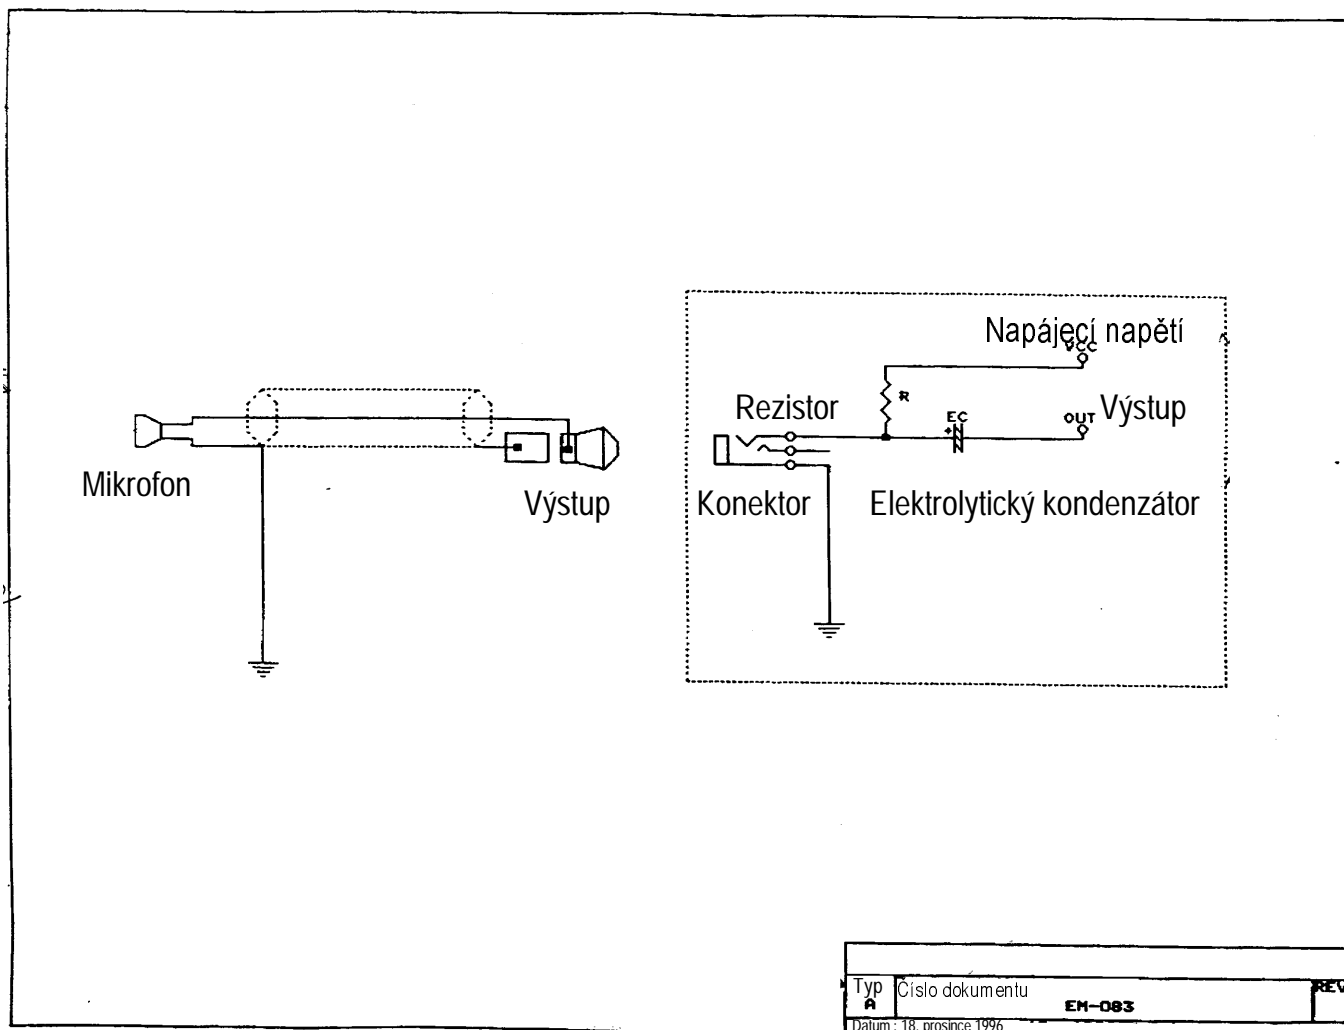 Napájecí napětí
VCC
R
Rezistor
EC
+
OUT
Výstup
Mikrofon
Výstup
Konektor
Elektrolytický kondenzátor
Typ
A
Číslo dokumentu
EM-083
REV
Datum : 18. prosince 1996